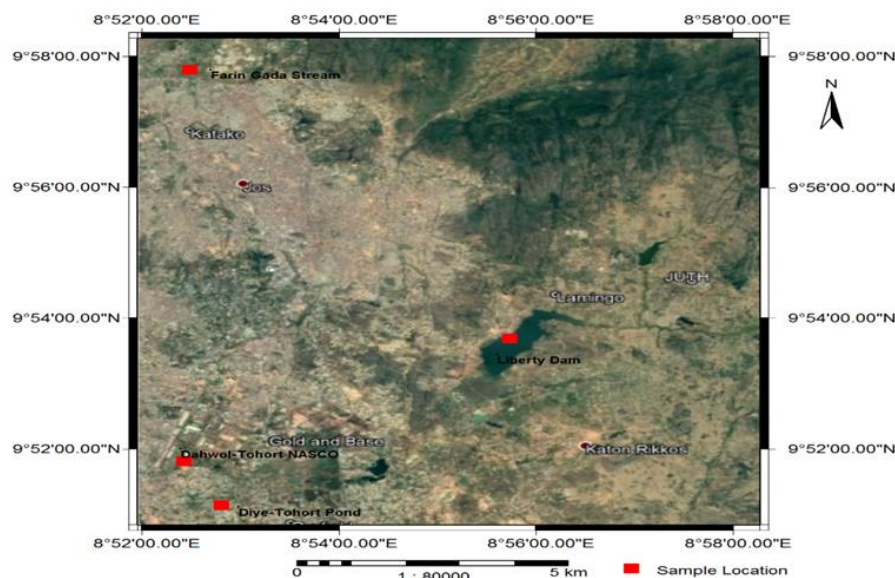 8°52'00.00"E 8°54'00.00"E 8°56'00.00"E 8°58'00.00"E
9°58'00.00"N 9°58'00.00"N
Farin Gada Stream
N
Katako
9°56'00.00"N 9°56'00.00"N
Jos
JUTH
Lamingo
9°54'00.00"N 9°54'00.00"N
Liberty Dam
Gold and Base
9°52'00.00"N 9°52'00.00"N
Katon Rikkos
Dahwol-Tohort NASCO
Diye-Tohort Pond
8°52'00.00"E 8°54'00.00"E 8°56'00.00"E 8°58'00.00"E
0 5 km
1 : 80000
Sample Location